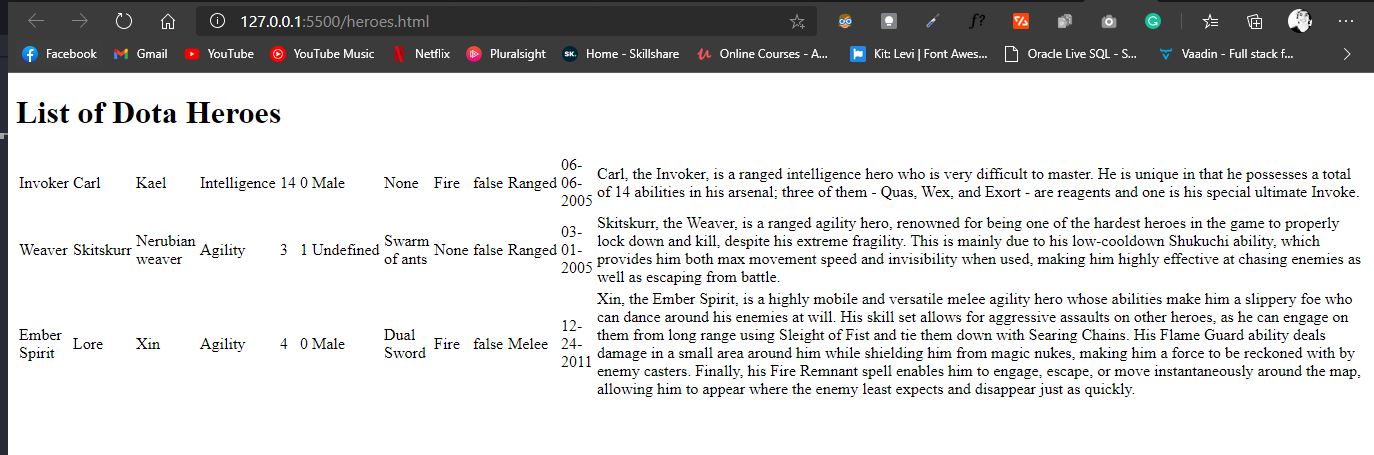 127.0.0.1:5500/heroes.html
f?
Facebook Gmail YouTube YouTube Music Netflix Pluralsight SK. Home - Skillshare Online Courses - A... Kit: Levi | Font Awes... Oracle Live SQL - S... Vaadin - Full stack f...
List of Dota Heroes
06-
Carl, the Invoker, is a ranged intelligence hero who is very difficult to master. He is unique in that he possesses a total
Invoker Carl Kael Intelligence 14 0 Male None Fire false Ranged 06-
of 14 abilities in his arsenal; three of them - Quas, Wex, and Exort - are reagents and one is his special ultimate Invoke.
2005
Skitskurr, the Weaver, is a ranged agility hero, renowned for being one of the hardest heroes in the game to properly
03-
Nerubian Swarm lock down and kill, despite his extreme fragility. This is mainly due to his low-cooldown Shukuchi ability, which
Weaver Skitskurr weaver Agility 3 1 Undefined of ants None false Ranged 01-
provides him both max movement speed and invisibility when used, making him highly effective at chasing enemies as
2005
well as escaping from battle.
Xin, the Ember Spirit, is a highly mobile and versatile melee agility hero whose abilities make him a slippery foe who
can dance around his enemies at will. His skill set allows for aggressive assaults on other heroes, as he can engage on
12-
Ember Dual them from long range using Sleight of Fist and tie them down with Searing Chains. His Flame Guard ability deals
Spirit Lore Xin Agility 4 0 Male Sword Fire false Melee 24-
damage in a small area around him while shielding him from magic nukes, making him a force to be reckoned with by
2011
enemy casters. Finally, his Fire Remnant spell enables him to engage, escape, or move instantaneously around the map,
allowing him to appear where the enemy least expects and disappear just as quickly.